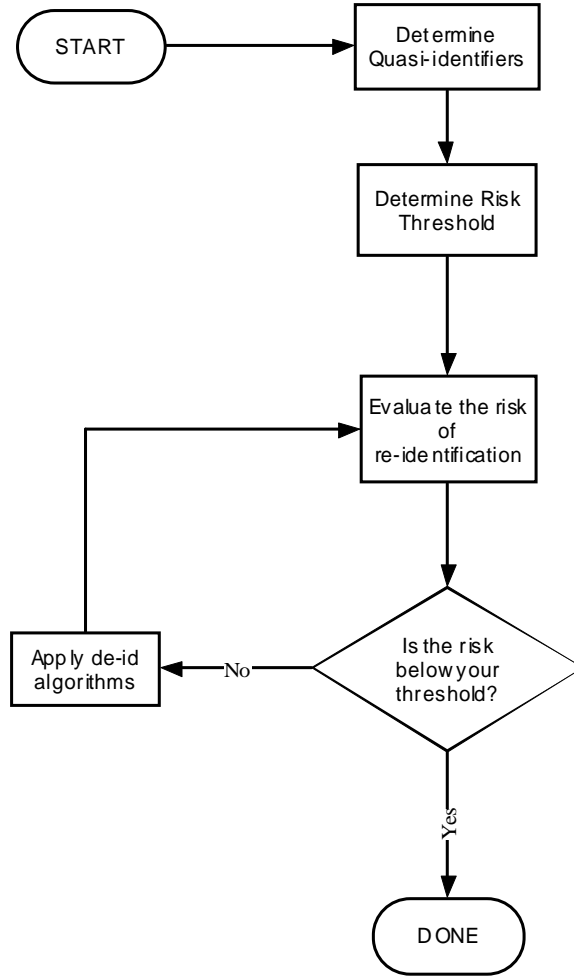 START
Determine
Quasi-identifiers
Determine Risk
Threshold
Evaluate the risk
of
re-identification
Is the risk
below your
threshold?
No
Apply de-id
algorithms
Yes
DONE